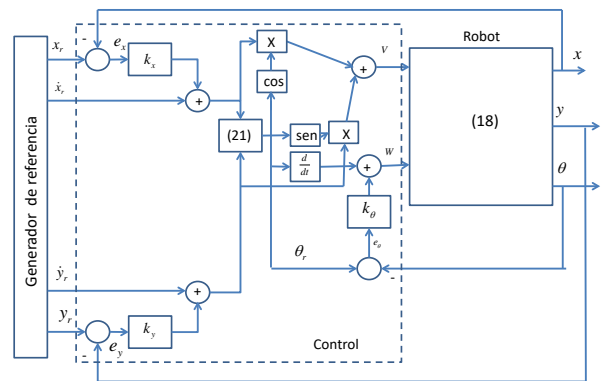 Robot
x
y
θ
(18)
V
W
x_r
ẋ_r
ẏ_r
y_r
Generador de referencia
-
e_x
k_x
+
X
cos
+
(21)
sen
X
d/dt
+
k_θ
e_o
θ_r
-
+
-
e_y
k_y
Control